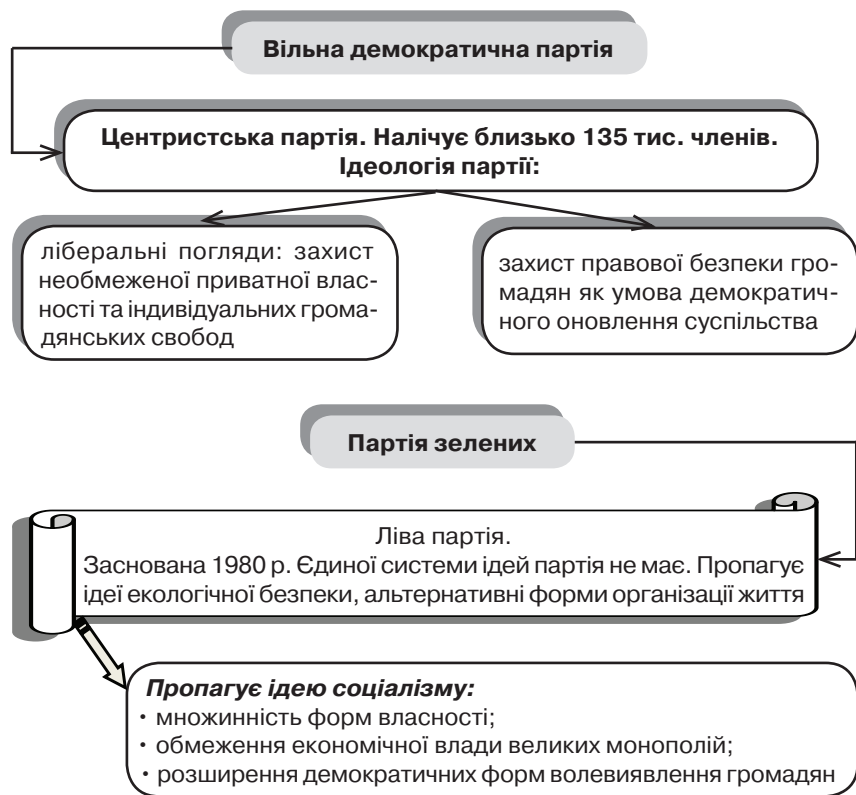 Вільна демократична партія
Центристська партія. Налічує близько 135 тис. членів.
Ідеологія партії:
ліберальні погляди: захист
необмеженої приватної влас-
ності та індивідуальних грома-
дянських свобод
захист правової безпеки гро-
мадян як умова демократич-
ного оновлення суспільства
Партія зелених
Ліва партія.
Заснована 1980 р. Єдиної системи ідей партія не має. Пропагує
ідеї екологічної безпеки, альтернативні форми організації життя
Пропагує ідею соціалізму:
• множинність форм власності;
• обмеження економічної влади великих монополій;
• розширення демократичних форм волевиявлення громадян